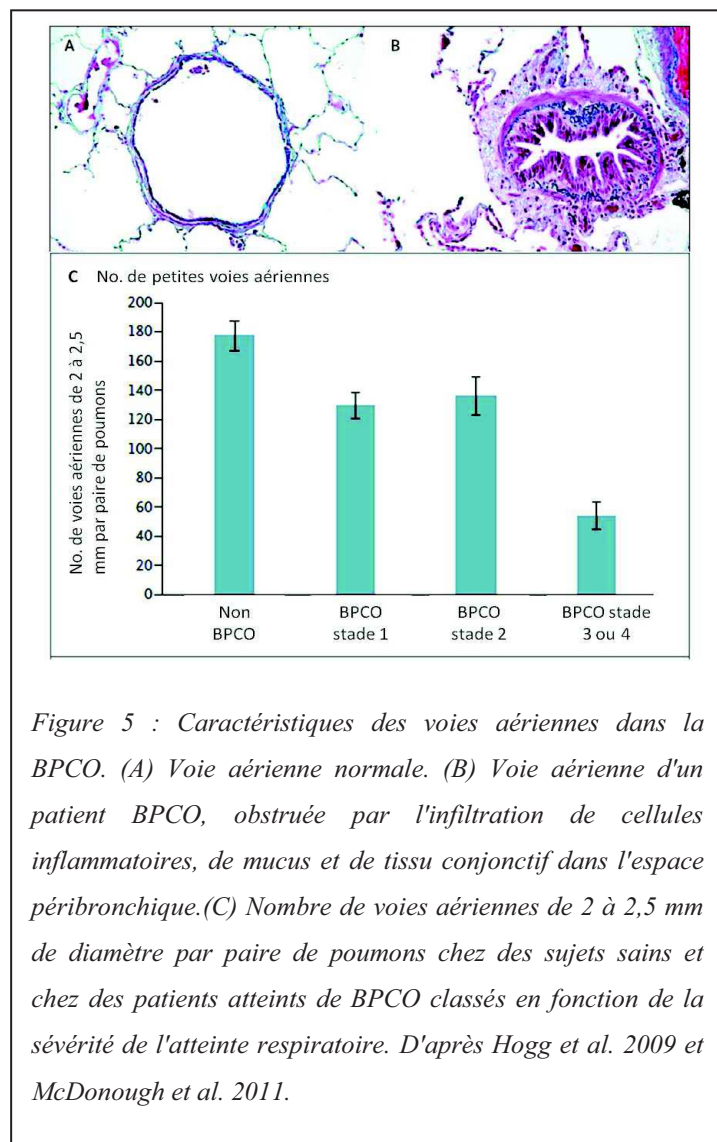 A
B
C No. de petites voies aériennes
No. de voies aériennes de 2 à 2,5
mm par paire de poumons
200
180
160
140
120
100
80
60
40
20
0
Non
BPCO
BPCO
stade 1
BPCO
stade 2
BPCO stade
3 ou 4
Figure 5 : Caractéristiques des voies aériennes dans la
BPCO. (A) Voie aérienne normale. (B) Voie aérienne d'un
patient BPCO, obstruée par l'infiltration de cellules
inflammatoires, de mucus et de tissu conjonctif dans l'espace
péribronchique.(C) Nombre de voies aériennes de 2 à 2,5 mm
de diamètre par paire de poumons chez des sujets sains et
chez des patients atteints de BPCO classés en fonction de la
sévérité de l'atteinte respiratoire. D'après Hogg et al. 2009 et
McDonough et al. 2011.